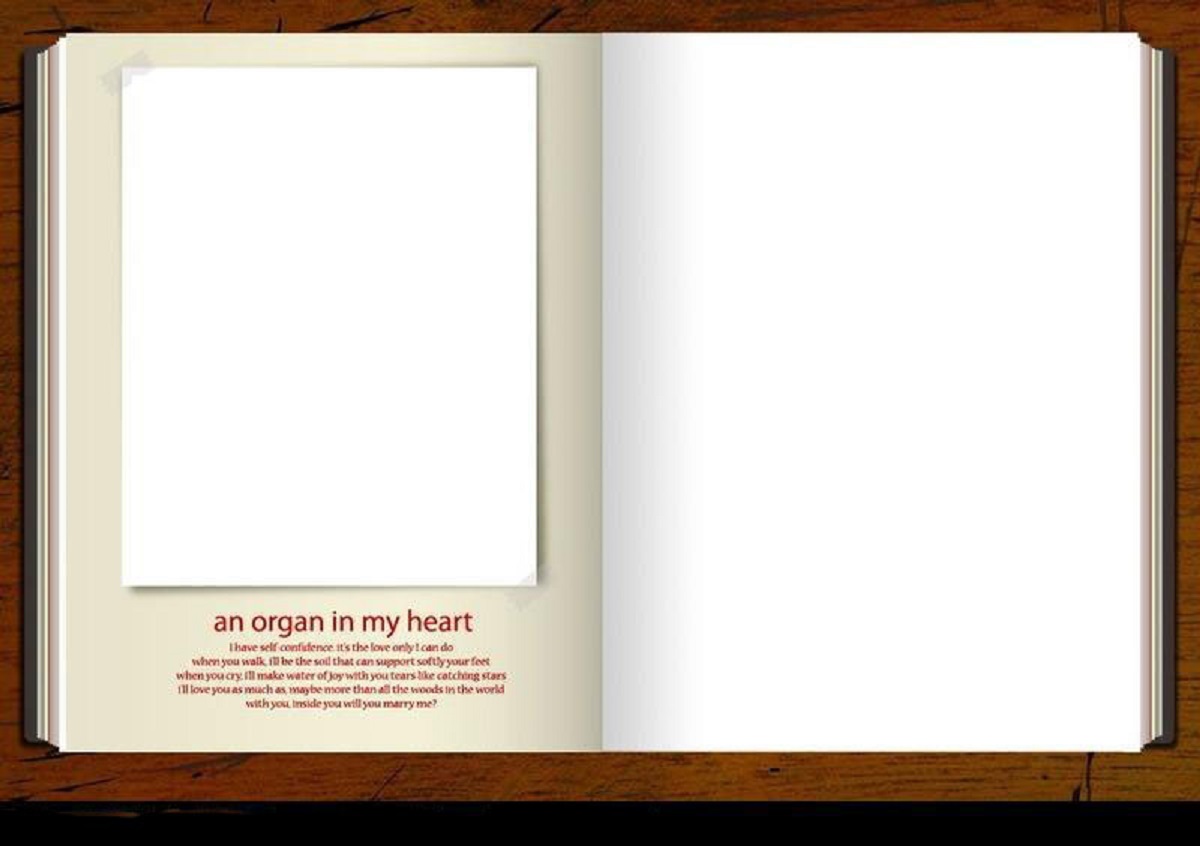 an organ in my heart
I have self confidence. it's the love only I can do
when you walk, i'll be the soil that can support softly your feet
when you cry, i'll make water of joy with you tears like catching stars
i'll love you as much as, maybe more than all the woods in the world
with you, inside you will you marry me?